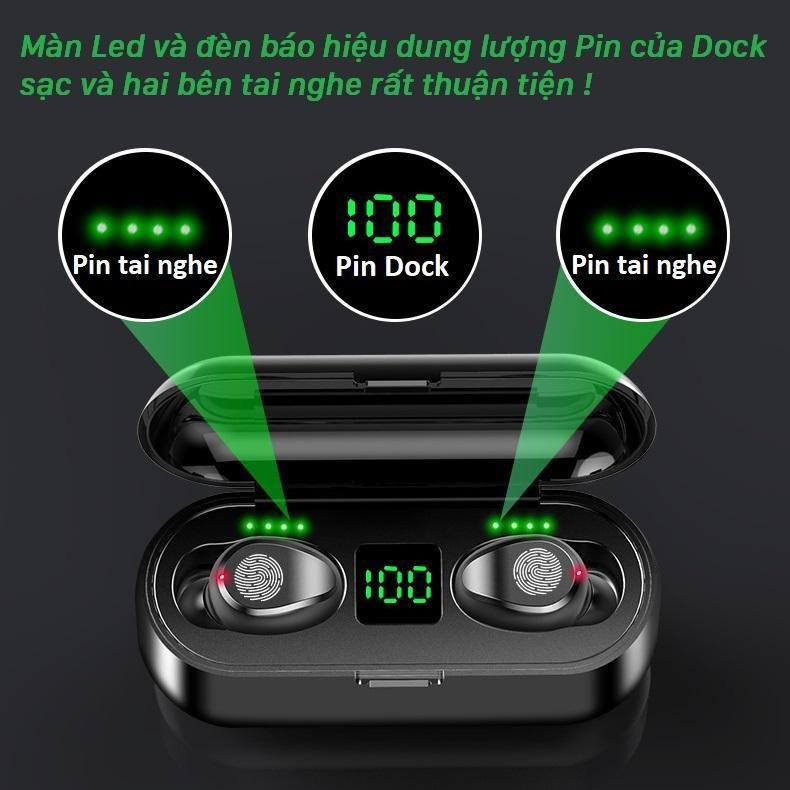 Màn Led và đèn báo hiệu dung lượng Pin của Dock
sạc và hai bên tai nghe rất thuận tiện !
Pin tai nghe
100
Pin Dock
Pin tai nghe
100